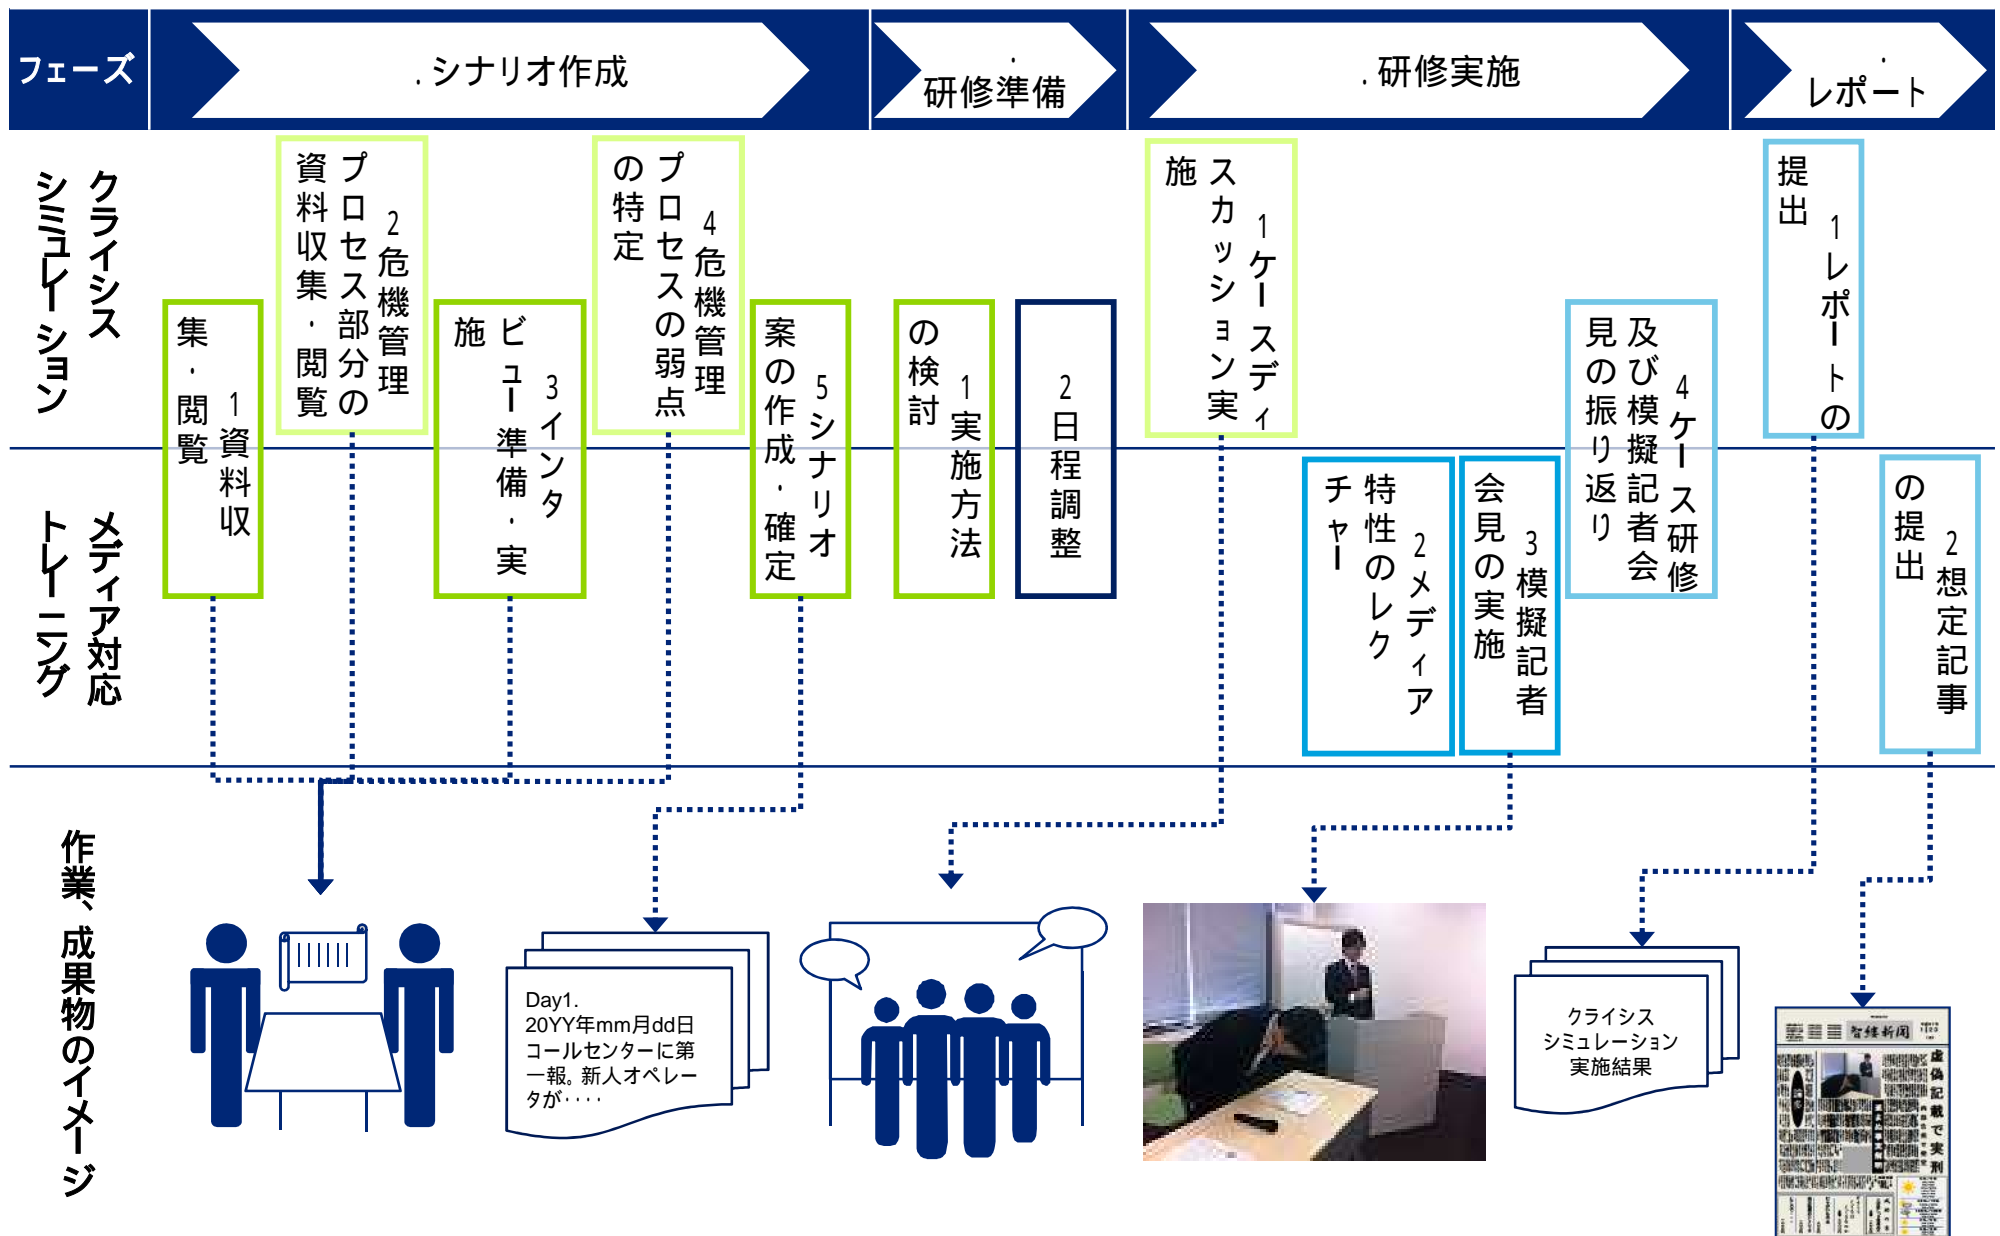 フェーズ
.シナリオ作成
.
研修準備
.研修実施
.
レポート
クライシス
シミュレーション
1資料収
集・閲覧
2危機管理
プロセス部分の
資料収集・閲覧
3インタ
ビュー準備・実
施
4危機管理
プロセスの弱点
の特定
5シナリオ
案の作成・確定
1実施方法
の検討
2日程調整
1ケースディ
スカッション実
施
4ケース研修
及び模擬記者会
見の振り返り
1レポートの
提出
メディア対応
トレーニング
2メディア
特性のレク
チャー
3模擬記者
会見の実施
2想定記事
の提出
作業、成果物のイメージ
Day1.
20YY年mm月dd日
コールセンターに第
一報。新人オペレー
タが‥‥
クライシス
シミュレーション
実施結果
虚偽記載で実刑